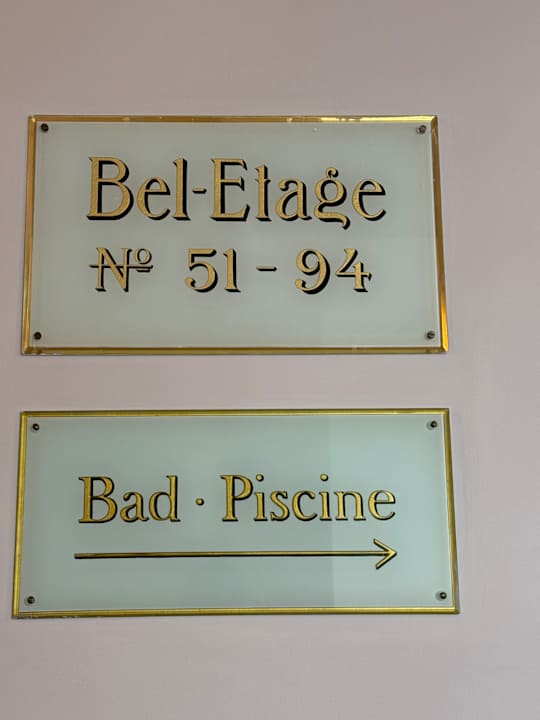 Bel-Etage
Nº 51 - 94
Bad · Piscine